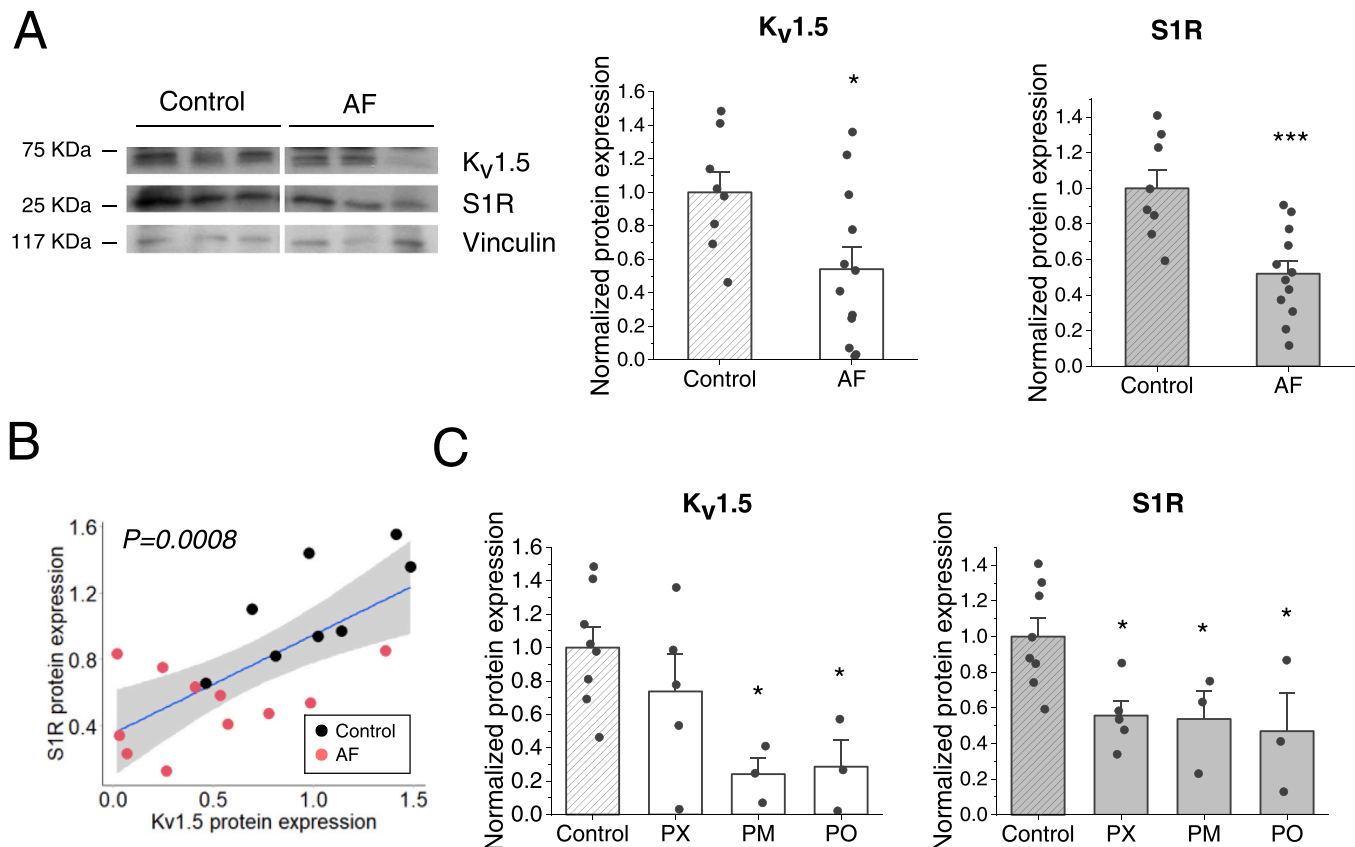 A
Control AF
75 KDa
25 KDa
117 KDa
Kv1.5
S1R
Vinculin
Kv1.5
*
Normalized protein expression
1.6
1.4
1.2
1.0
0.8
0.6
0.4
0.2
0.0
Control AF
S1R
***
Normalized protein expression
1.4
1.2
1.0
0.8
0.6
0.4
0.2
0.0
Control AF
B
P=0.0008
S1R protein expression
1.6
1.2
0.8
0.4
Control
AF
0.0 0.5 1.0 1.5
Kv1.5 protein expression
C
Kv1.5
* *
Normalized protein expression
1.6
1.4
1.2
1.0
0.8
0.6
0.4
0.2
0.0
Control PX PM PO
S1R
* * *
Normalized protein expression
1.4
1.2
1.0
0.8
0.6
0.4
0.2
0.0
Control PX PM PO